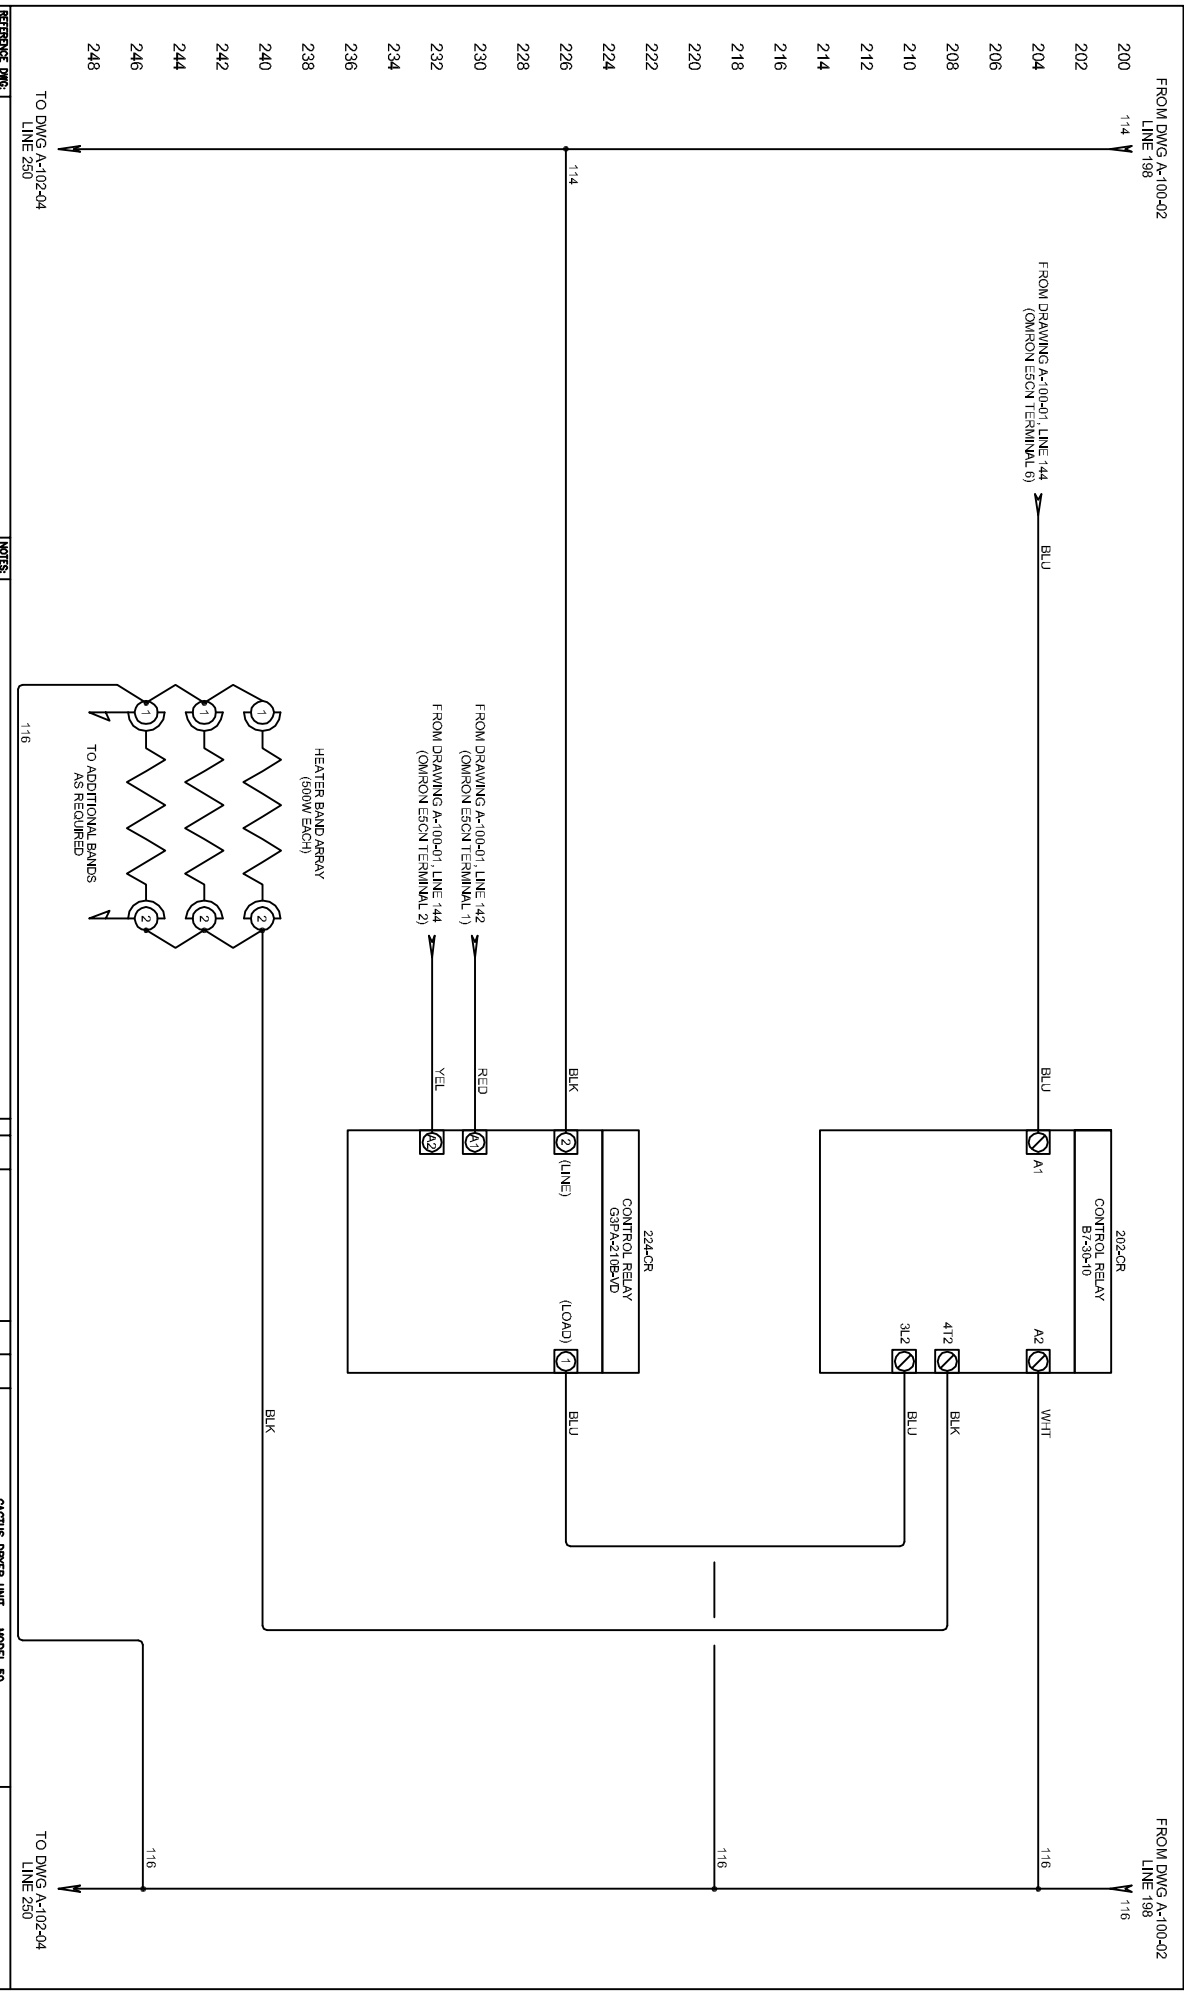 FROM DWG A-100-02
LINE 198
114
FROM DWG A-100-02
LINE 198
116
200
202
204
206
208
210
212
214
216
218
220
222
224
226
228
230
232
234
236
238
240
242
244
246
248
202-CR
CONTROL RELAY
B7-30-10
FROM DRAWING A-100-01, LINE 144
(OMRON E5CN TERMINAL 6)
BLU
BLU
A1
A2
WHT
116
4T2
BLK
3L2
BLU
116
224-CR
CONTROL RELAY
G3PA-210B-VD
114
BLK
2
(LINE)
(LOAD)
1
BLU
FROM DRAWING A-100-01, LINE 142
(OMRON E5CN TERMINAL 1)
RED
A1
FROM DRAWING A-100-01, LINE 144
(OMRON E5CN TERMINAL 2)
YEL
A2
HEATER BAND ARRAY
(500W EACH)
1
2
BLK
1
2
1
2
116
TO ADDITIONAL BANDS
AS REQUIRED
116
TO DWG A-102-04
LINE 250
TO DWG A-102-04
LINE 250
REFERENCE DWG:
NOTES:
CACTUS DRYER UNIT - MODEL 50